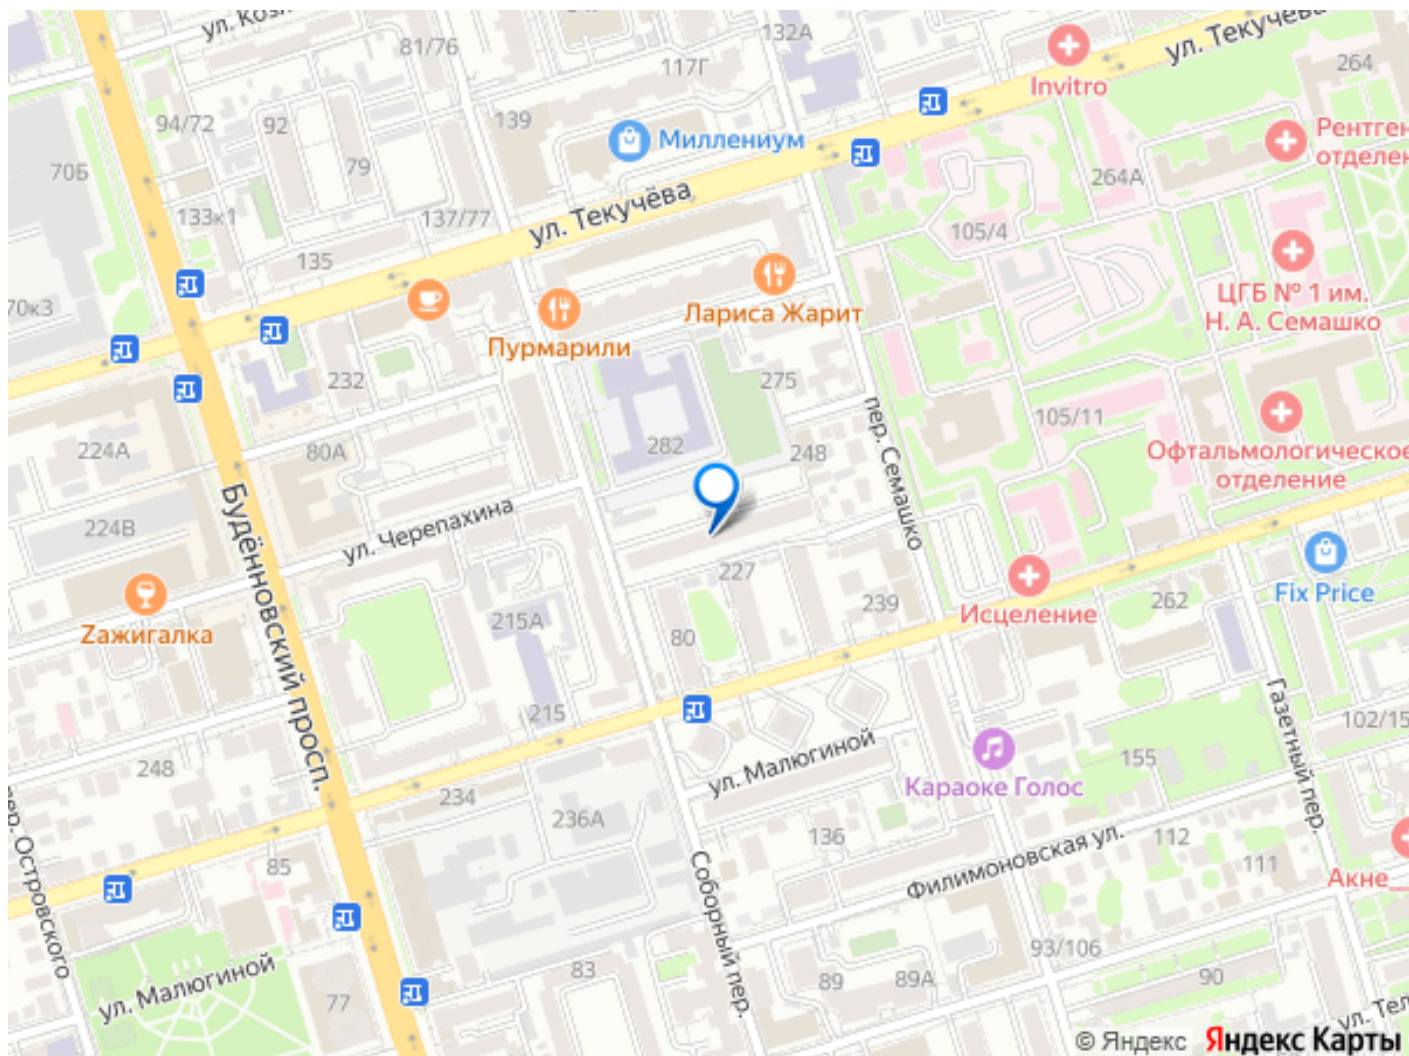 ул. Козл
81/76
132А
117Г
ул. Текучёва
Invitro
264
94/72
92
139
Миллениум
Рентген
отделен
70Б
79
264А
133к1
137/77
ул. Текучёва
105/4
135
ЦГБ № 1 им.
Н. А. Семашко
70к3
Лариса Жарит
Пурмарили
232
275
пер. Семашко
105/11
224А
80А
282
248
Офтальмологическое
отделение
Будённовский просп.
224В
ул. Черепахина
227
Fix Price
Zажигалка
215А
239
Исцеление
262
80
215
Газетный пер.
102/15
248
ул. Малюгиной
155
Караоке Голос
пер. Островского
234
236А
136
112
Филимоновская ул.
85
111
Акне_
Соборный пер.
93/106
ул. Малюгиной
83
89
89А
90
77
ул. Тел
© Яндекс Яндекс Карты